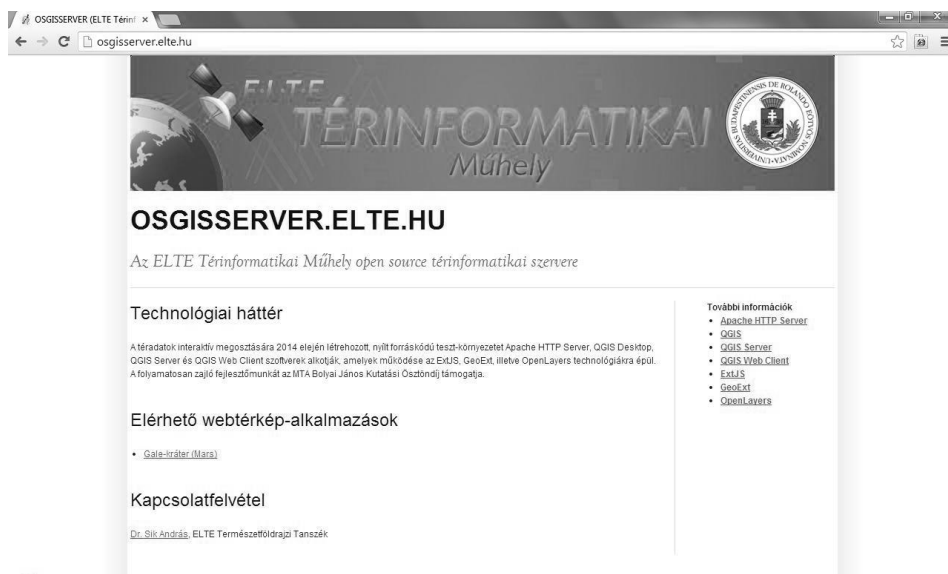 OSGISSERVER (ELTE Térinf
osgisserver.elte.hu
E·L·T·E
TÉRINFORMATIKAI
Műhely
OSGISSERVER.ELTE.HU
Az ELTE Térinformatikai Műhely open source térinformatikai szervere
Technológiai háttér
A téradatok interaktív megosztására 2014 elején létrehozott, nyílt forráskódú teszt-környezetet Apache HTTP Server, QGIS Desktop,
QGIS Server és QGIS Web Client szoftverek alkotják, amelyek működése az ExtJS, GeoExt, illetve OpenLayers technológiákra épül.
A folyamatosan zajló fejlesztőmunkát az MTA Bolyai János Kutatási Ösztöndíj támogatja.
Elérhető webtérkép-alkalmazások
• Gale-kráter (Mars)
Kapcsolatfelvétel
Dr. Sik András, ELTE Természetföldrajzi Tanszék
További információk
• Apache HTTP Server
• QGIS
• QGIS Server
• QGIS Web Client
• ExtJS
• GeoExt
• OpenLayers